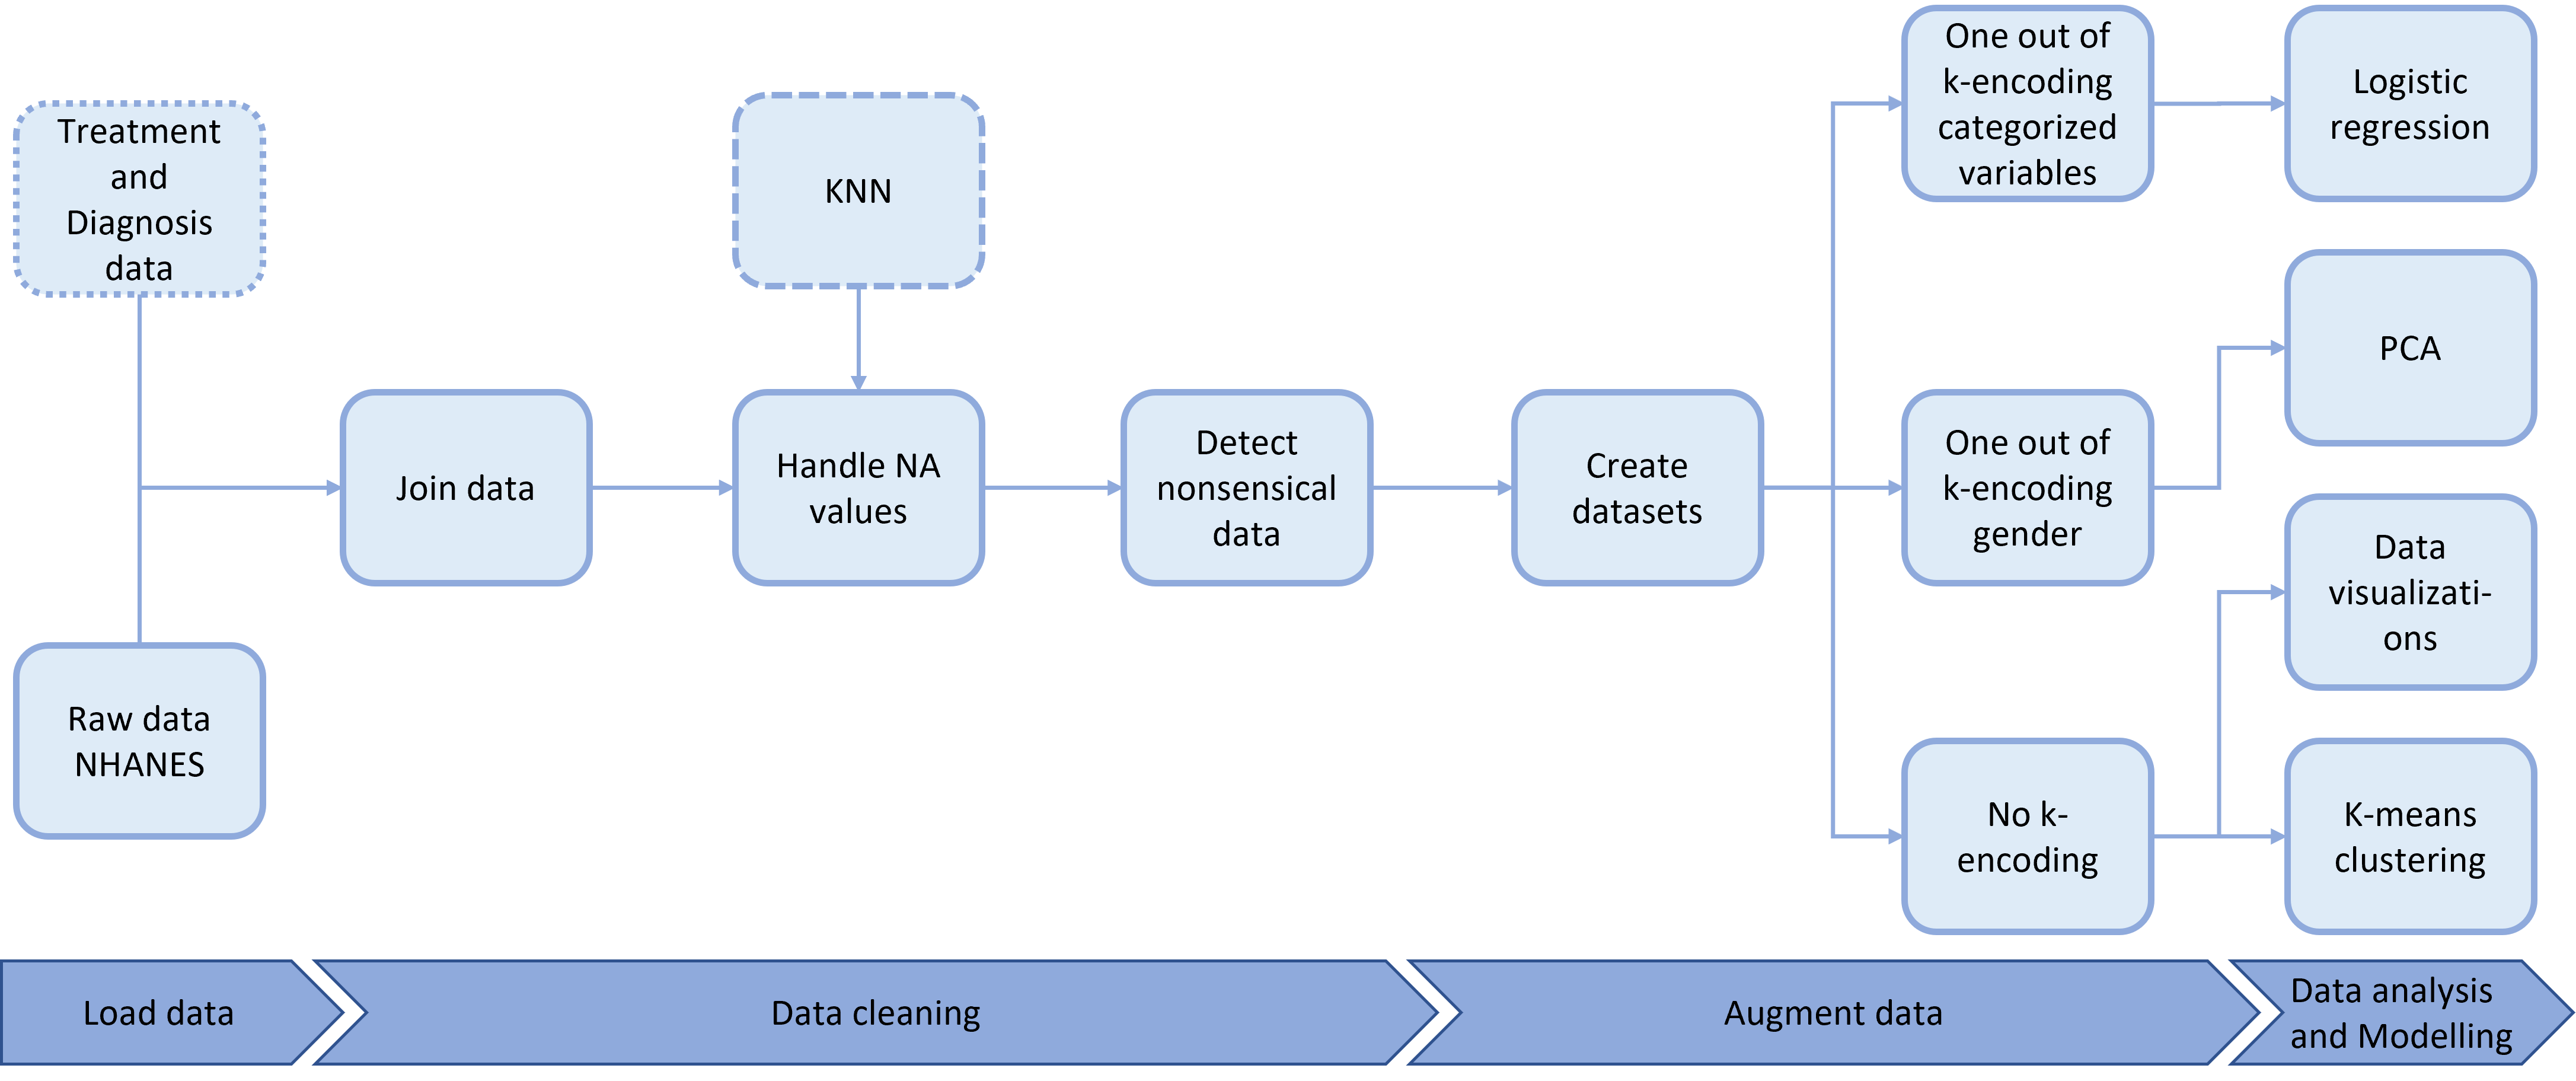 Treatment
and
Diagnosis
data
Raw data
NHANES
Join data
KNN
Handle NA
values
Detect
nonsensical
data
Create
datasets
One out of
k-encoding
categorized
variables
One out of
k-encoding
gender
No k-
encoding
Logistic
regression
PCA
Data
visualizati-
ons
K-means
clustering
Load data
Data cleaning
Augment data
Data analysis
and Modelling